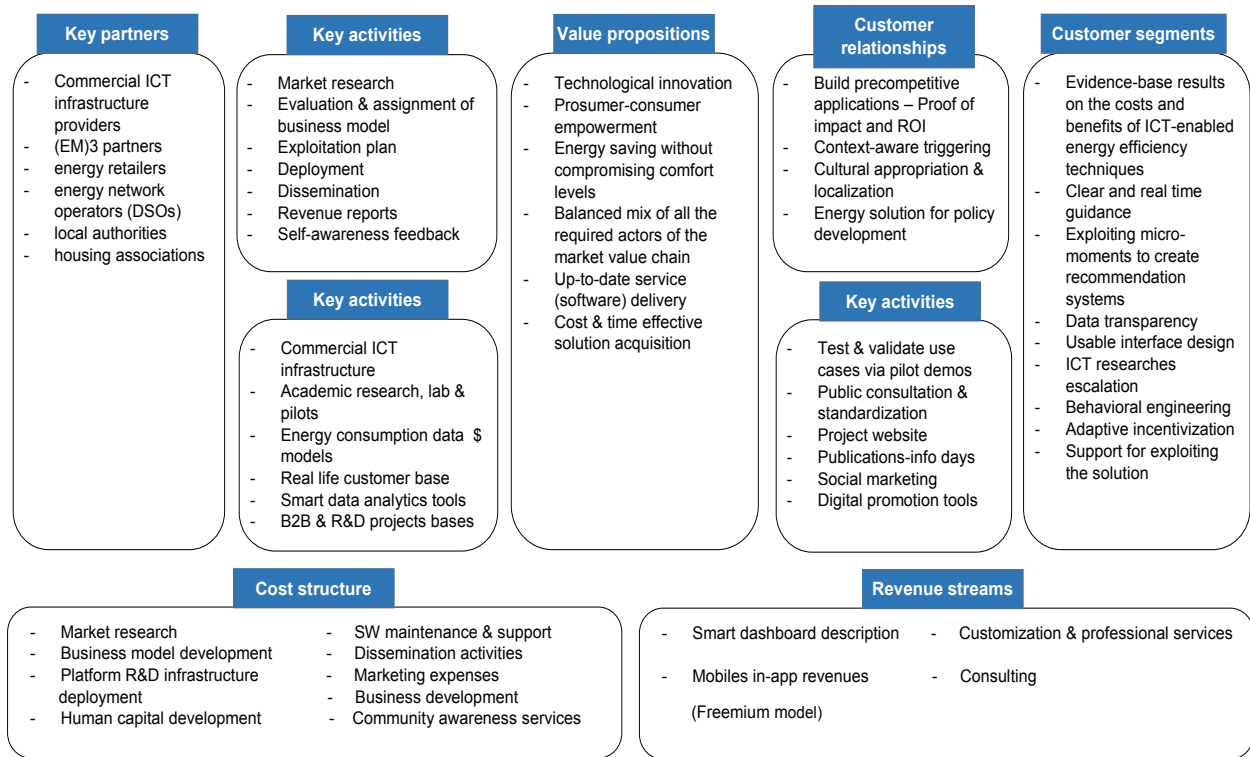 Key partners
- Commercial ICT
infrastructure
providers
- (EM)3 partners
- energy retailers
- energy network
operators (DSOs)
- local authorities
- housing associations
Key activities
- Market research
- Evaluation & assignment of
business model
- Exploitation plan
- Deployment
- Dissemination
- Revenue reports
- Self-awareness feedback
Key activities
- Commercial ICT
infrastructure
- Academic research, lab &
pilots
- Energy consumption data $
models
- Real life customer base
- Smart data analytics tools
- B2B & R&D projects bases
Value propositions
- Technological innovation
- Prosumer-consumer
empowerment
- Energy saving without
compromising comfort
levels
- Balanced mix of all the
required actors of the
market value chain
- Up-to-date service
(software) delivery
- Cost & time effective
solution acquisition
Customer
relationships
- Build precompetitive
applications – Proof of
impact and ROI
- Context-aware triggering
- Cultural appropriation &
localization
- Energy solution for policy
development
Key activities
- Test & validate use
cases via pilot demos
- Public consultation &
standardization
- Project website
- Publications-info days
- Social marketing
- Digital promotion tools
Customer segments
- Evidence-base results
on the costs and
benefits of ICT-enabled
energy efficiency
techniques
- Clear and real time
guidance
- Exploiting micro-
moments to create
recommendation
systems
- Data transparency
- Usable interface design
- ICT researches
escalation
- Behavioral engineering
- Adaptive incentivization
- Support for exploiting
the solution
Cost structure
- Market research
- Business model development
- Platform R&D infrastructure
deployment
- Human capital development
- SW maintenance & support
- Dissemination activities
- Marketing expenses
- Business development
- Community awareness services
Revenue streams
- Smart dashboard description
- Mobiles in-app revenues
(Freemium model)
- Customization & professional services
- Consulting